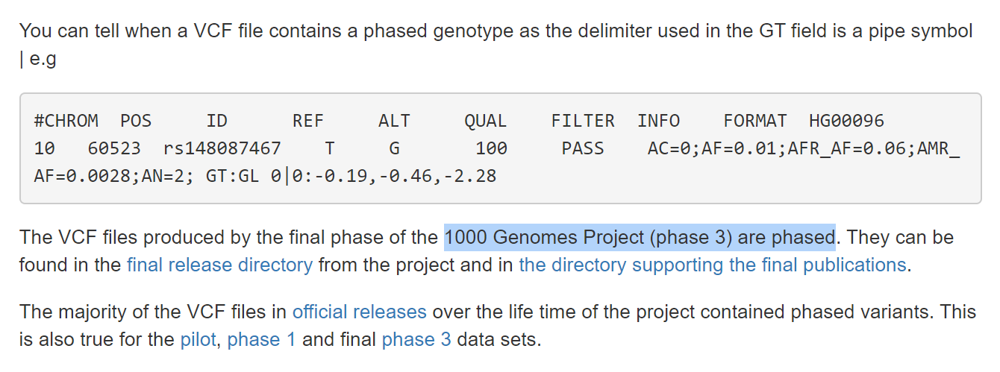 You can tell when a VCF file contains a phased genotype as the delimiter used in the GT field is a pipe symbol
| e.g
#CHROM  POS      ID      REF     ALT     QUAL    FILTER  INFO    FORMAT  HG00096
10   60523  rs148087467    T     G       100     PASS    AC=0;AF=0.01;AFR_AF=0.06;AMR_
AF=0.0028;AN=2; GT:GL 0|0:-0.19,-0.46,-2.28
The VCF files produced by the final phase of the 1000 Genomes Project (phase 3) are phased. They can be
found in the final release directory from the project and in the directory supporting the final publications.
The majority of the VCF files in official releases over the life time of the project contained phased variants. This
is also true for the pilot, phase 1 and final phase 3 data sets.